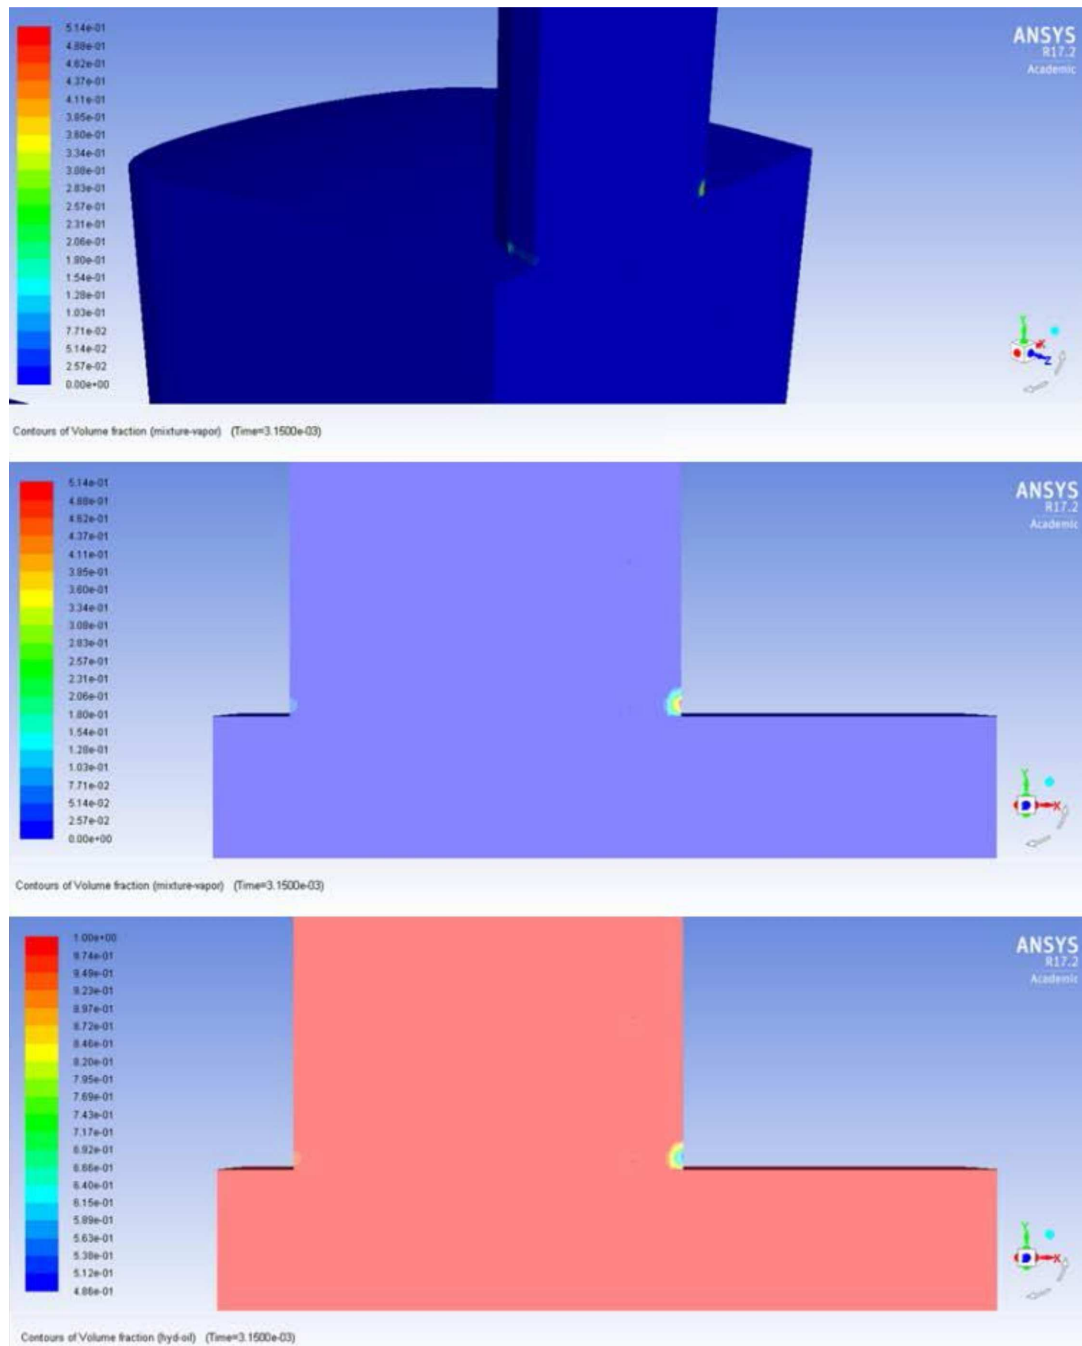 5.14e-01
4.88e-01
4.62e-01
4.37e-01
4.11e-01
3.85e-01
3.60e-01
3.34e-01
3.08e-01
2.83e-01
2.57e-01
2.31e-01
2.06e-01
1.80e-01
1.54e-01
1.28e-01
1.03e-01
7.71e-02
5.14e-02
2.57e-02
0.00e+00
ANSYS
R17.2
Academic
Y
X
Z
Contours of Volume fraction (mixture-vapor) (Time=3.1500e-03)
5.14e-01
4.88e-01
4.62e-01
4.37e-01
4.11e-01
3.85e-01
3.60e-01
3.34e-01
3.08e-01
2.83e-01
2.57e-01
2.31e-01
2.06e-01
1.80e-01
1.54e-01
1.28e-01
1.03e-01
7.71e-02
5.14e-02
2.57e-02
0.00e+00
ANSYS
R17.2
Academic
Y
X
Contours of Volume fraction (mixture-vapor) (Time=3.1500e-03)
1.00e+00
9.74e-01
9.49e-01
9.23e-01
8.97e-01
8.72e-01
8.46e-01
8.20e-01
7.95e-01
7.69e-01
7.43e-01
7.17e-01
6.92e-01
6.66e-01
6.40e-01
6.15e-01
5.89e-01
5.63e-01
5.38e-01
5.12e-01
4.86e-01
ANSYS
R17.2
Academic
Y
X
Contours of Volume fraction (hyd-oil) (Time=3.1500e-03)